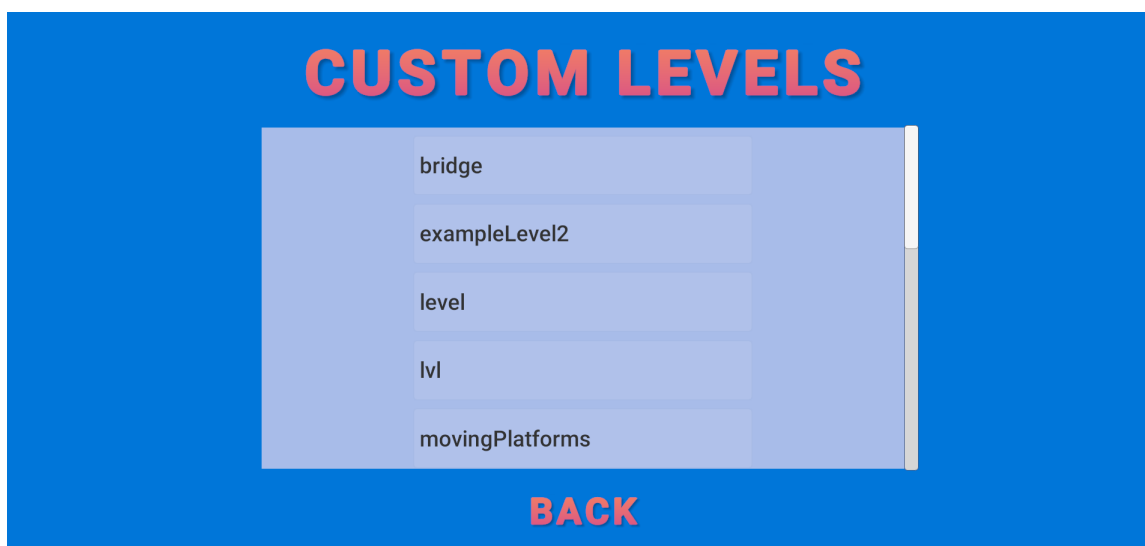 CUSTOM LEVELS
bridge
exampleLevel2
level
lvl
movingPlatforms
BACK